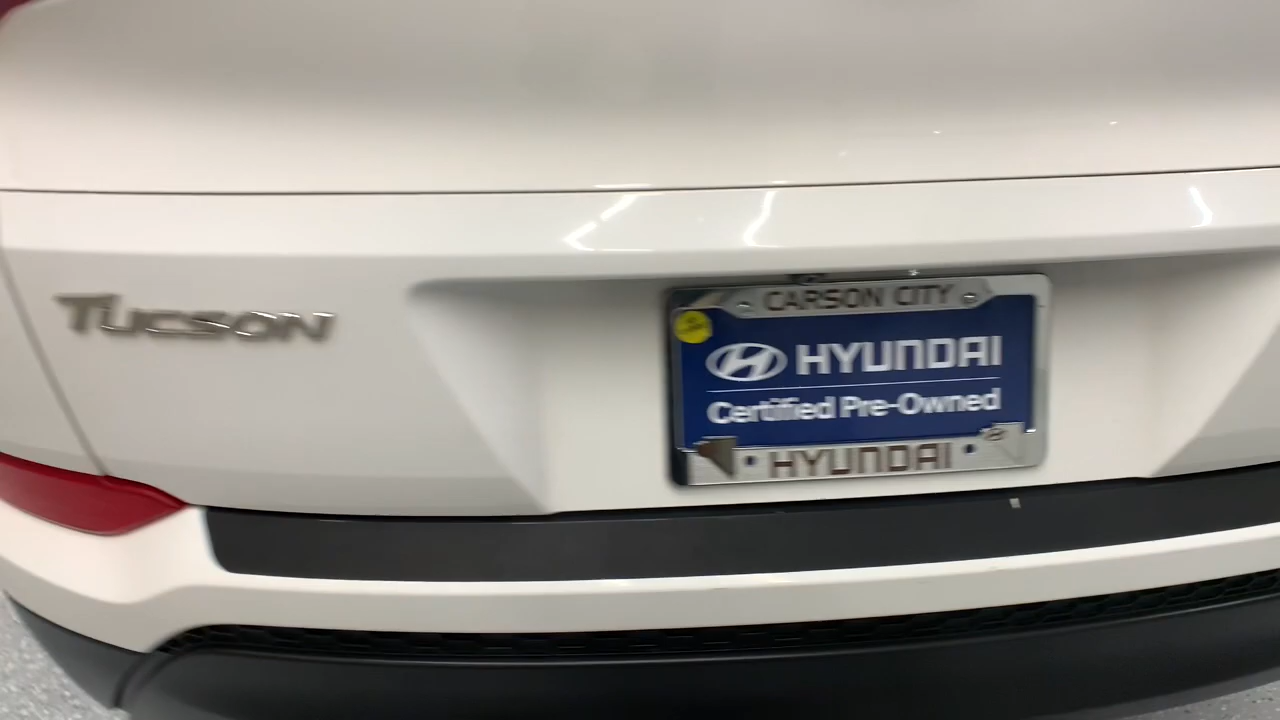 TUCSON
CARSON CITY
HYUNDAI
Certified Pre-Owned
HYUNDAI